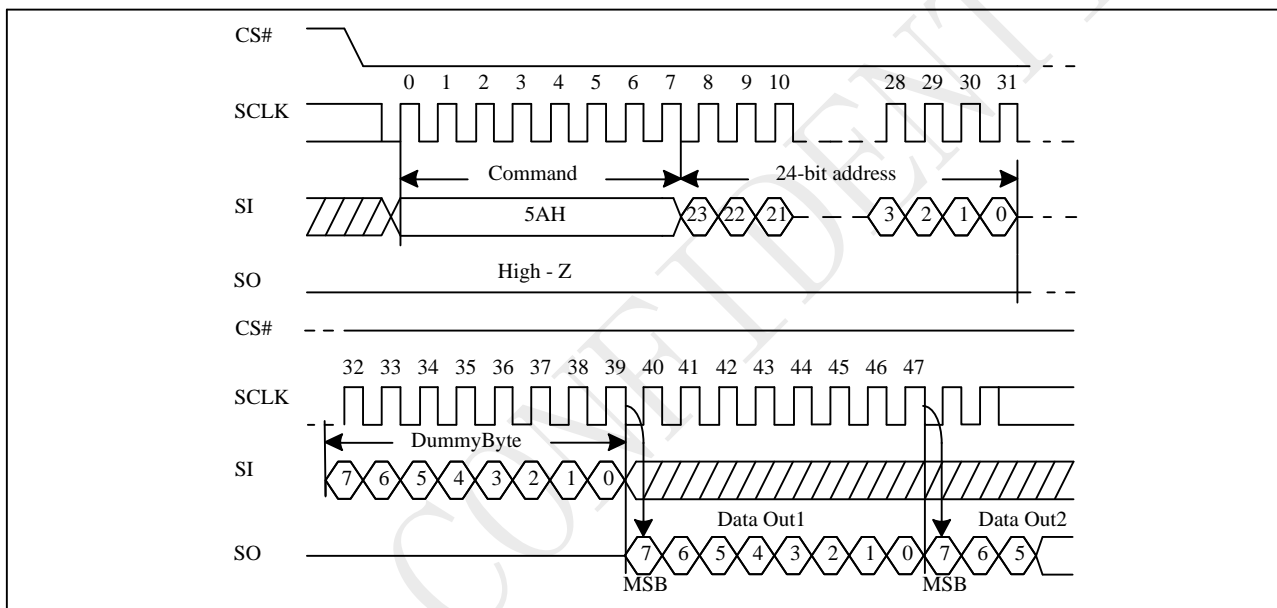 CS#
0 1 2 3 4 5 6 7 8 9 10 28 29 30 31
SCLK
Command 24-bit address
SI 5AH 23 22 21 3 2 1 0
High - Z
SO
CS#
32 33 34 35 36 37 38 39 40 41 42 43 44 45 46 47
SCLK
DummyByte
SI 7 6 5 4 3 2 1 0
Data Out1 Data Out2
SO 7 6 5 4 3 2 1 0 7 6 5
MSB MSB
CONFIDENT